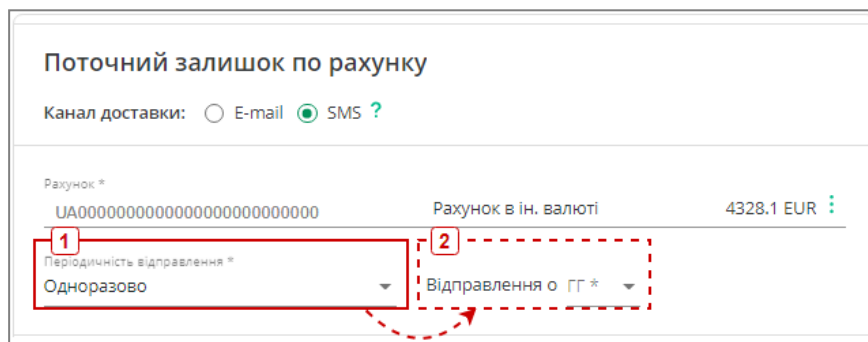 Поточний залишок по рахунку
Канал доставки: E-mail SMS ?
Рахунок *
UA0000000000000000000000000 Рахунок в ін. валюті 4328.1 EUR
1 2
Періодичність відправлення *
Одноразово Відправлення о ГГ *